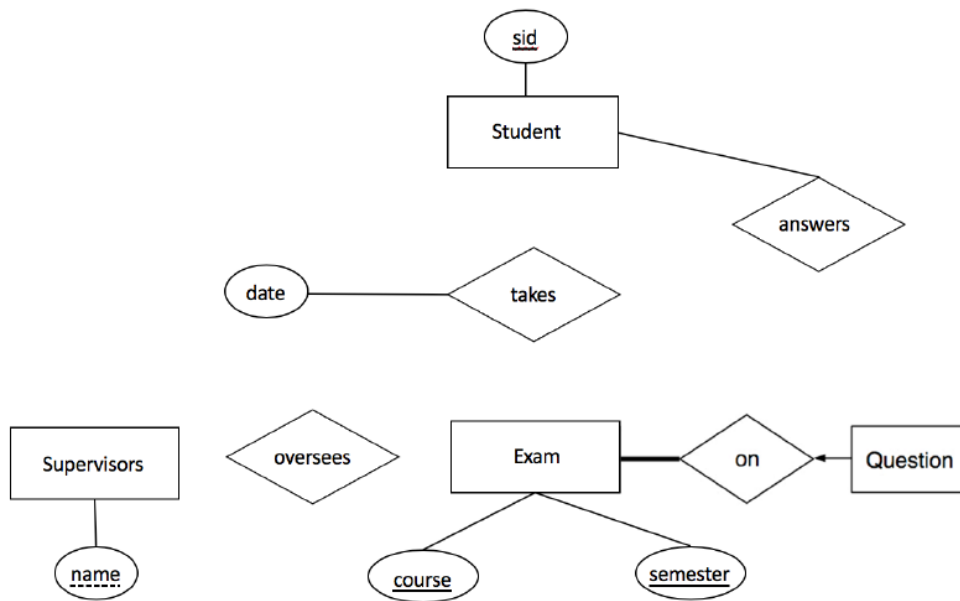 sid
Student
answers
date
takes
Supervisors
oversees
Exam
on
Question
name
course
semester